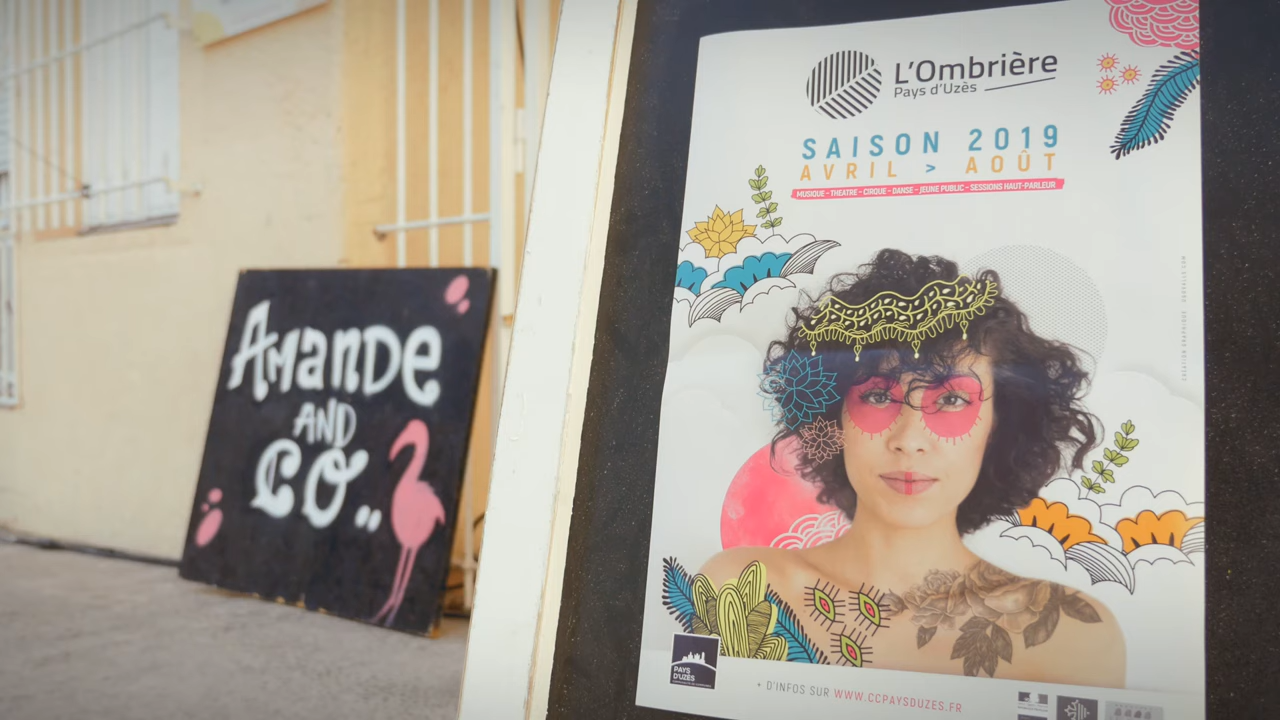 AMANDE
AND
CO..
L'Ombrière
Pays d'Uzès
SAISON 2019
AVRIL > AOÛT
MUSIQUE - THEATRE - CIRQUE - DANSE - JEUNE PUBLIC - SESSIONS HAUT-PARLEUR
PAYS
D'UZÈS
+ D'INFOS SUR WWW.CCPAYSDUZES.FR